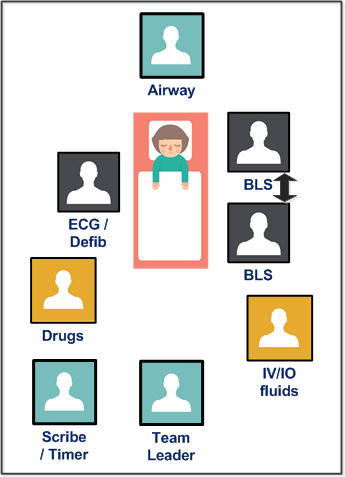 Airway
BLS
ECG /
Defib
BLS
Drugs
IV/IO
fluids
Scribe
/ Timer
Team
Leader